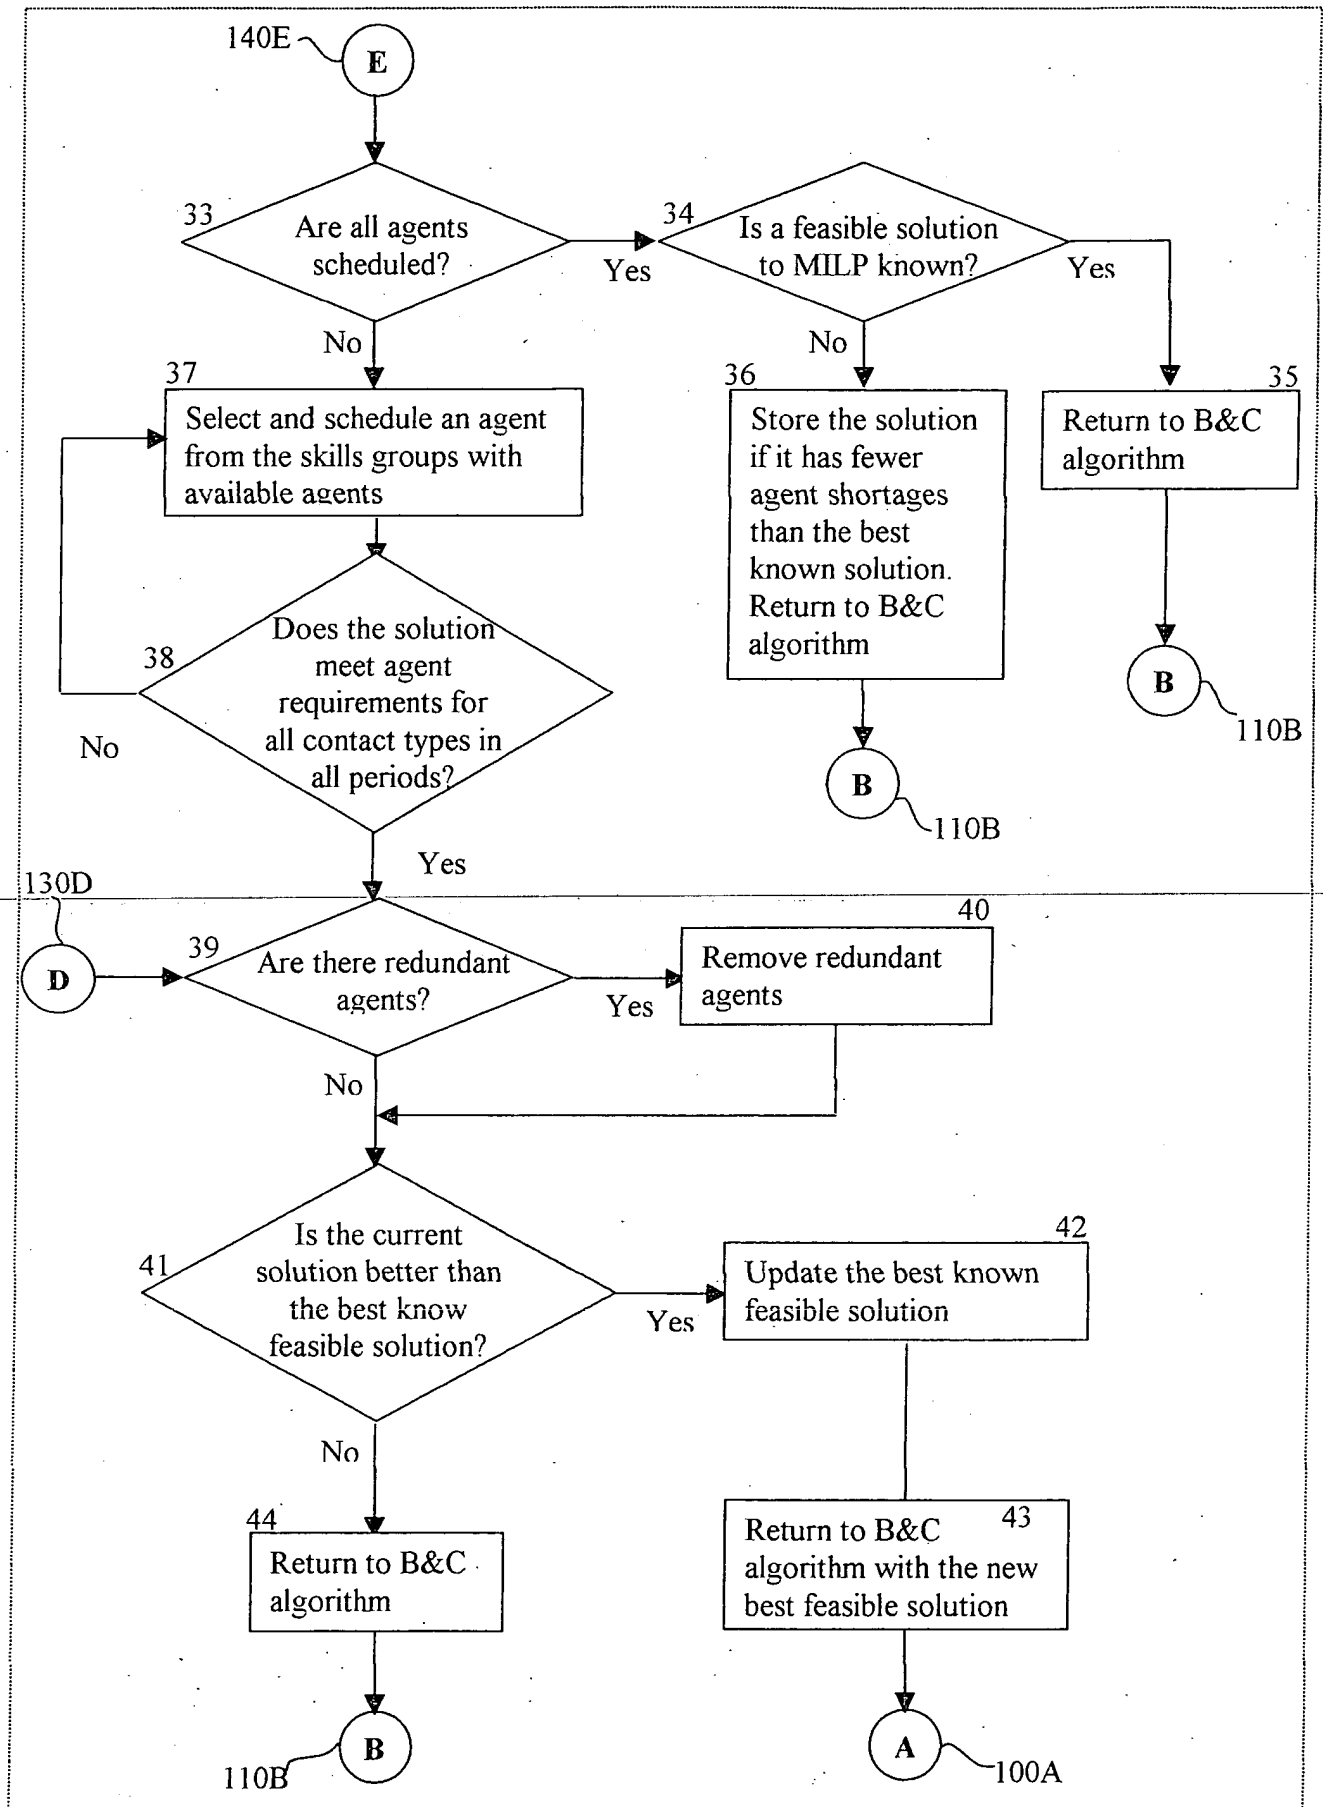 140E
E
33
Are all agents
scheduled?
Yes
No
34
Is a feasible solution
to MILP known?
Yes
No
37
Select and schedule an agent
from the skills groups with
available agents
36
Store the solution
if it has fewer
agent shortages
than the best
known solution.
Return to B&C
algorithm
35
Return to B&C
algorithm
B
110B
B
110B
38
Does the solution
meet agent
requirements for
all contact types in
all periods?
No
Yes
130D
D
39
Are there redundant
agents?
Yes
No
40
Remove redundant
agents
41
Is the current
solution better than
the best know
feasible solution?
Yes
No
42
Update the best known
feasible solution
44
Return to B&C
algorithm
43
Return to B&C
algorithm with the new
best feasible solution
B
110B
A
100A